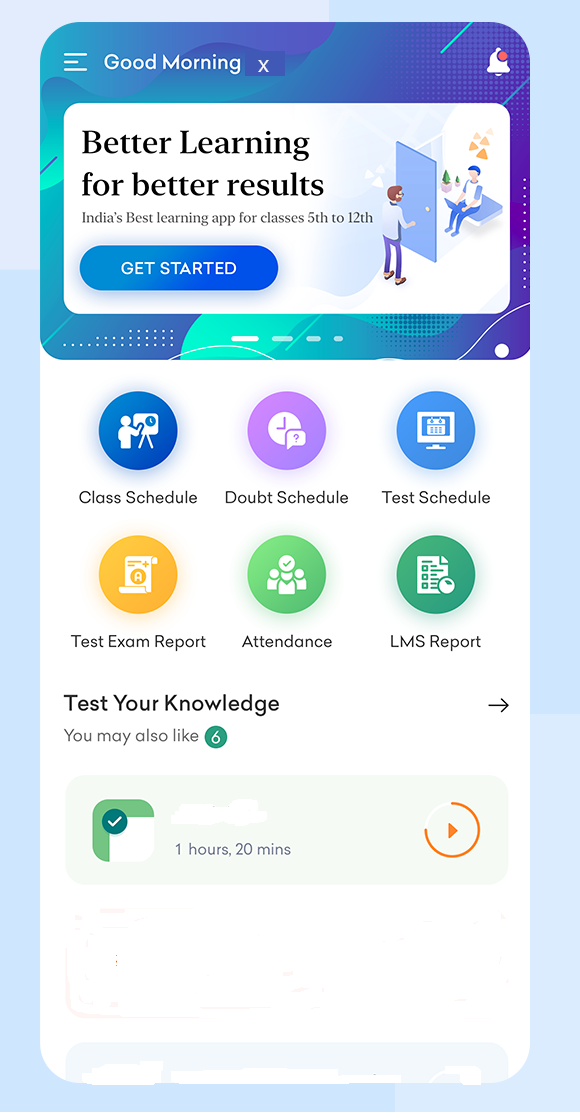 Good Morning x
Better Learning
for better results
India's Best learning app for classes 5th to 12th
GET STARTED
Class Schedule
Doubt Schedule
Test Schedule
Test Exam Report
Attendance
LMS Report
Test Your Knowledge
You may also like 6
1 hours, 20 mins